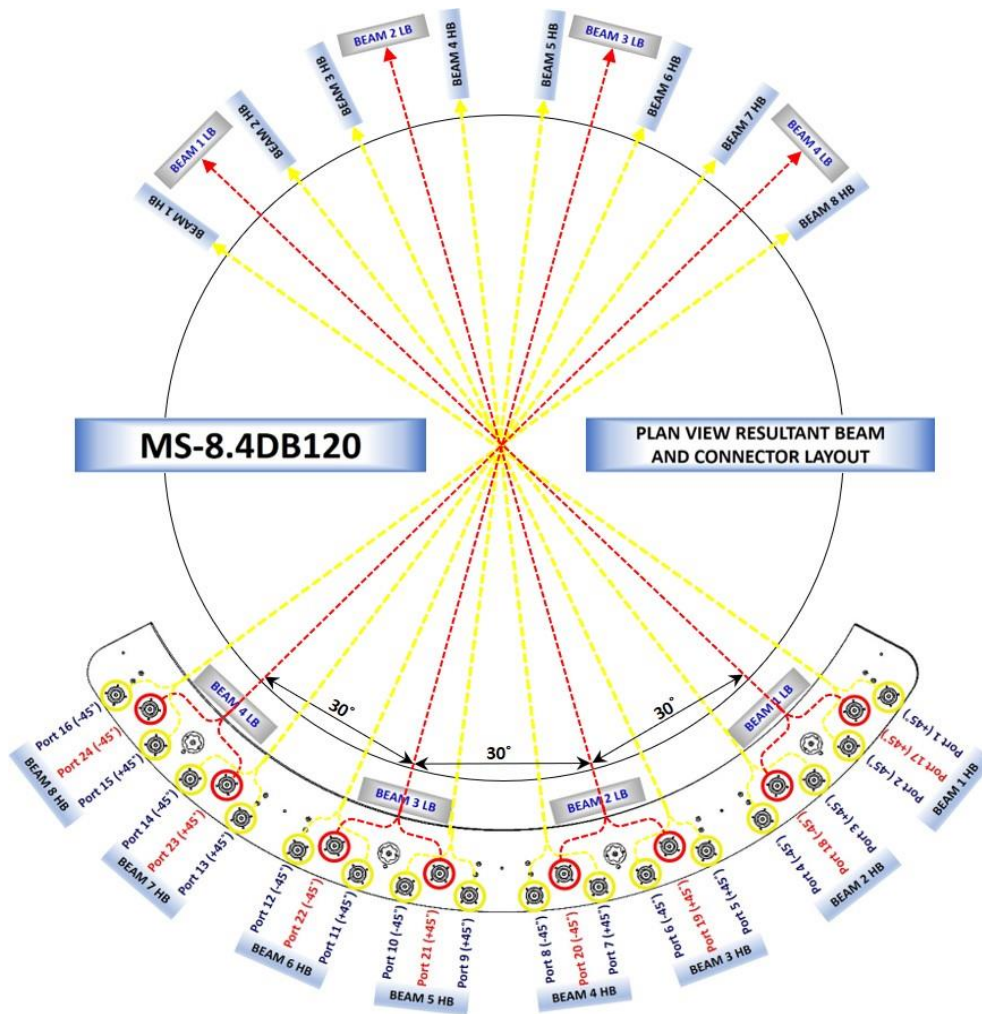 BEAM 1 HB
BEAM 1 LB
BEAM 2 HB
BEAM 3 HB
BEAM 2 LB
BEAM 4 HB
BEAM 5 HB
BEAM 3 LB
BEAM 6 HB
BEAM 7 HB
BEAM 4 LB
BEAM 8 HB
MS-8.4DB120
PLAN VIEW RESULTANT BEAM
AND CONNECTOR LAYOUT
30°
30°
30°
BEAM 4 LB
BEAM 3 LB
BEAM 2 LB
BEAM 1 LB
Port 16 (-45°)
Port 24 (-45°)
Port 15 (+45°)
BEAM 8 HB
Port 14 (-45°)
Port 23 (+45°)
Port 13 (+45°)
BEAM 7 HB
Port 12 (-45°)
Port 22 (-45°)
Port 11 (+45°)
BEAM 6 HB
Port 10 (-45°)
Port 21 (+45°)
Port 9 (+45°)
BEAM 5 HB
Port 8 (-45°)
Port 20 (-45°)
Port 7 (+45°)
BEAM 4 HB
Port 6 (-45°)
Port 19 (+45°)
Port 5 (+45°)
BEAM 3 HB
Port 4 (-45°)
Port 18 (-45°)
Port 3 (+45°)
BEAM 2 HB
Port 2 (-45°)
Port 17 (+45°)
Port 1 (+45°)
BEAM 1 HB